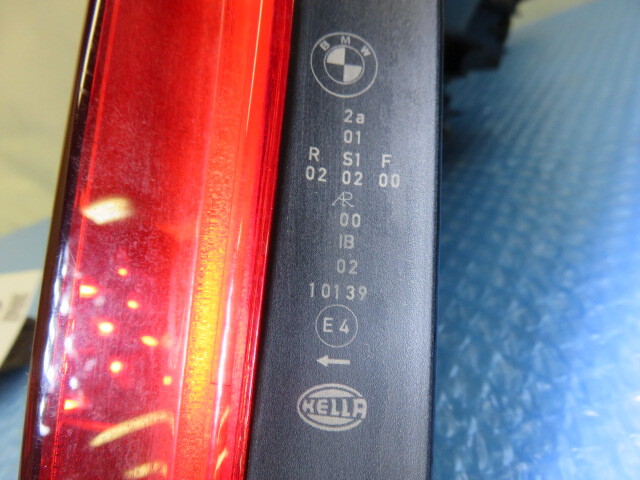 BMW
2a
01
R S1 F
02 02 00
AR
00
IB
02
10139
E4
←
HELLA